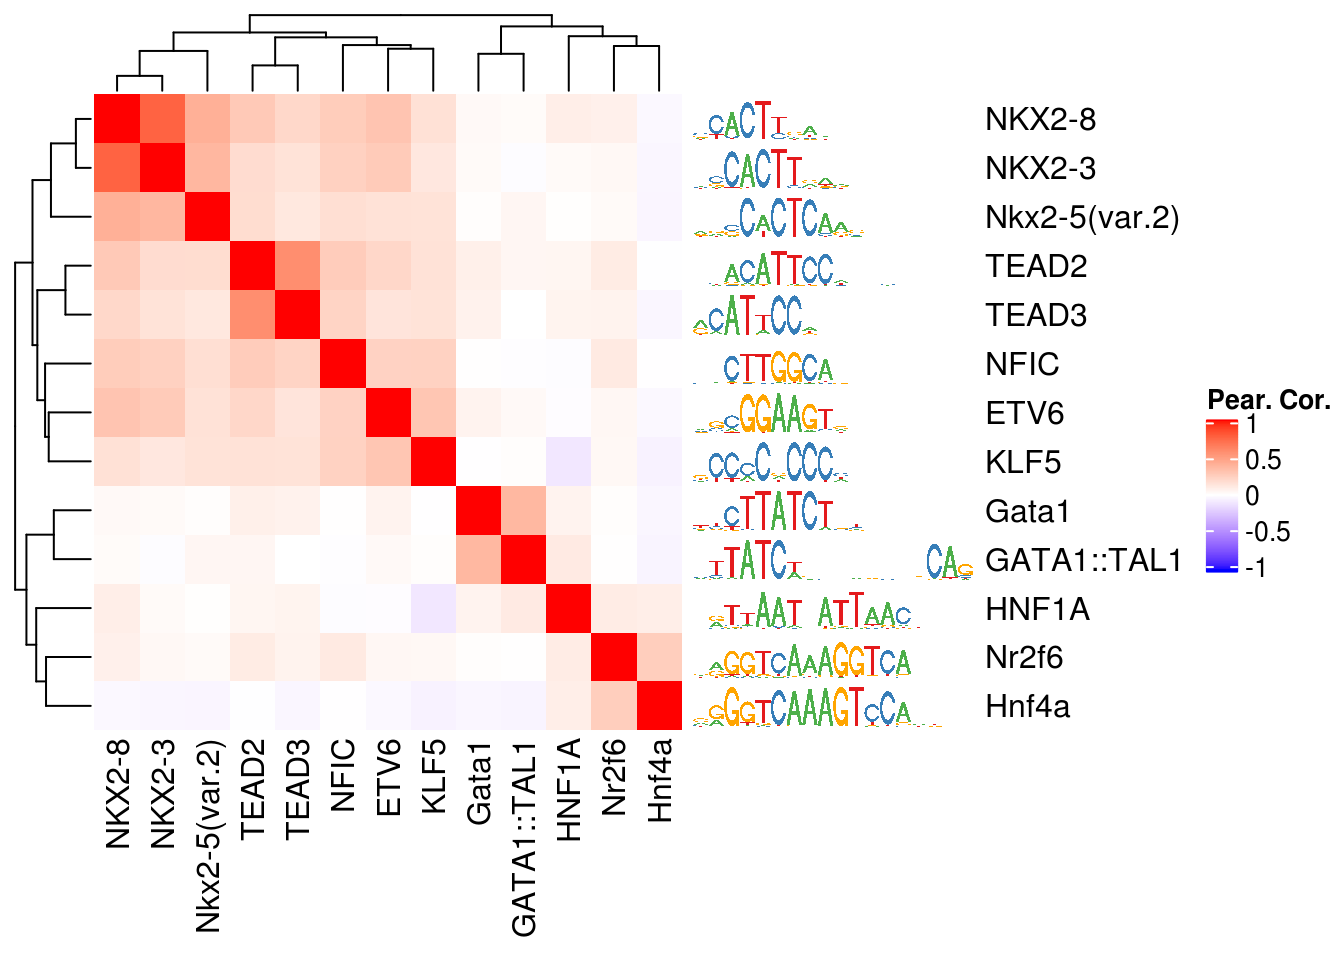 NKX2-8
NKX2-3
Nkx2-5(var.2)
TEAD2
TEAD3
NFIC
ETV6
KLF5
Gata1
GATA1::TAL1
HNF1A
Nr2f6
Hnf4a
Pear. Cor.
1
0.5
0
-0.5
-1
NKX2-8
NKX2-3
Nkx2-5(var.2)
TEAD2
TEAD3
NFIC
ETV6
KLF5
Gata1
GATA1::TAL1
HNF1A
Nr2f6
Hnf4a